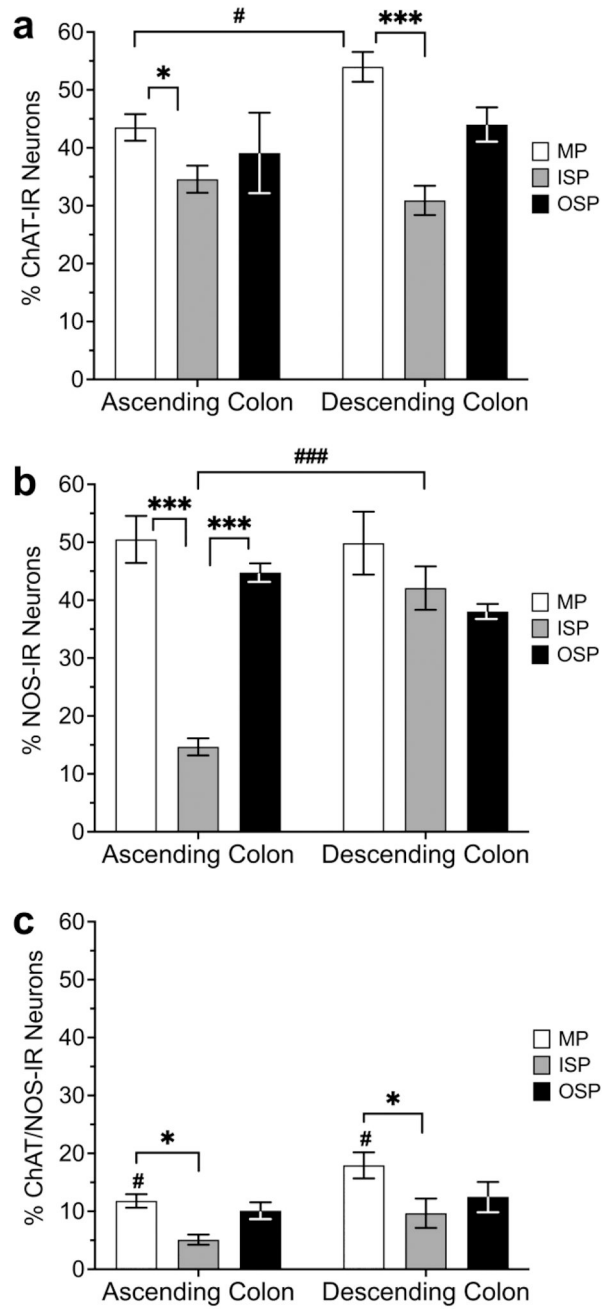 a
% ChAT-IR Neurons
60
50
40
30
20
10
0
#
*
***
Ascending Colon
Descending Colon
MP
ISP
OSP
b
% NOS-IR Neurons
60
50
40
30
20
10
0
###
***
***
Ascending Colon
Descending Colon
MP
ISP
OSP
c
% ChAT/NOS-IR Neurons
60
50
40
30
20
10
0
*
#
*
#
Ascending Colon
Descending Colon
MP
ISP
OSP